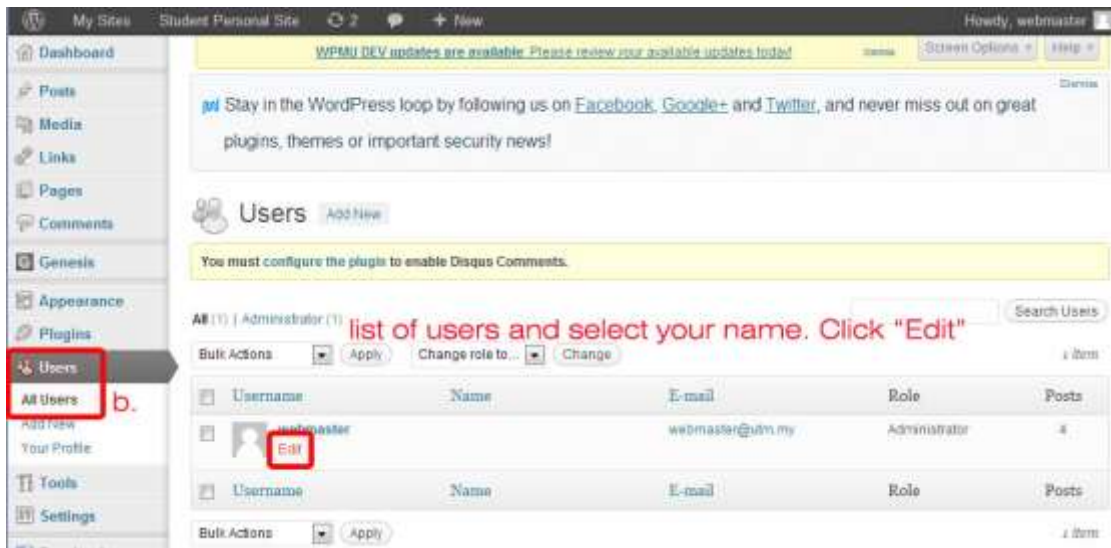 My Sites Student Personal Site 2 + New Howdy, webmaster
Dashboard
WPMU DEV updates are available. Please review your available updates today! Dismiss Screen Options Help
Posts
Media
Links
Pages
Comments
Genesis
Appearance
Plugins
Users
All Users
b.
Add New
Your Profile
Tools
Settings
Dismiss
Stay in the WordPress loop by following us on Facebook, Google+ and Twitter, and never miss out on great
plugins, themes or important security news!
Users Add New
You must configure the plugin to enable Disqus Comments.
All (1) | Administrator (1)
Search Users
list of users and select your name. Click "Edit"
Bulk Actions Apply Change role to... Change 1 item
Username Name E-mail Role Posts
webmaster webmaster@utm.my Administrator 4
Edit
Username Name E-mail Role Posts
Bulk Actions Apply 1 item